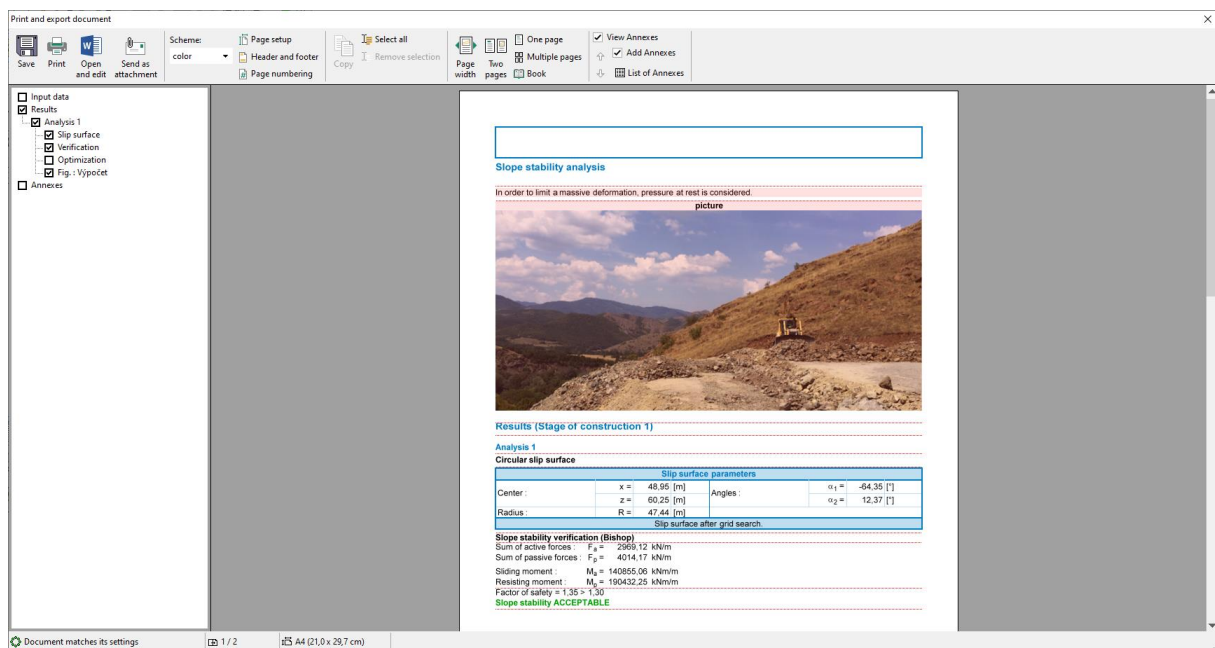 Print and export document
Save
Print
Open and edit
Send as attachment
Scheme:
color
Page setup
Header and footer
Page numbering
Copy
Select all
Remove selection
Page width
Two pages
One page
Multiple pages
Book
View Annexes
Add Annexes
List of Annexes
Input data
Results
Analysis 1
Slip surface
Verification
Optimization
Fig. : Výpočet
Annexes
Slope stability analysis
In order to limit a massive deformation, pressure at rest is considered.
picture
Results (Stage of construction 1)
Analysis 1
Circular slip surface
Slip surface parameters
Center : x = 48,95 [m] Angles : α1 = -64,35 [°]
z = 60,25 [m] α2 = 12,37 [°]
Radius : R = 47,44 [m]
Slip surface after grid search.
Slope stability verification (Bishop)
Sum of active forces : Fa = 2969,12 kN/m
Sum of passive forces : Fp = 4014,17 kN/m
Sliding moment : Ma = 140855,06 kNm/m
Resisting moment : Mp = 190432,25 kNm/m
Factor of safety = 1,35 > 1,30
Slope stability ACCEPTABLE
Document matches its settings
1 / 2
A4 (21,0 x 29,7 cm)